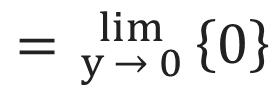 = lim y → 0 {0}